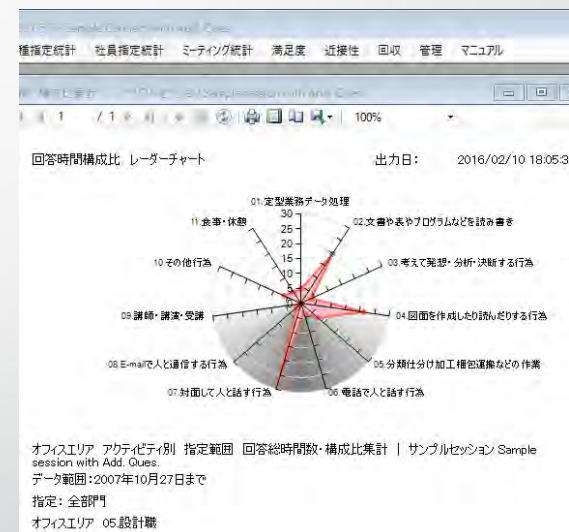 種指定統計 社員指定統計 ミーティング統計 満足度 近接性 回収 管理 マニュアル
1 / 1 100%
回答時間構成比 レーダーチャート 出力日: 2016/02/10 18:05:3
01.定型業務データ処理
30
25
20
15
10
5
0
11.食事・休憩
02.文書や表やプログラムなどを読み書き
10.その他行為
03.考えて発想・分析・決断する行為
09.講師・講演・受講
04.図面を作成したり読んだりする行為
08.E-mailで人と通信する行為
05.分類仕分け加工梱包運搬などの作業
07.対面して人と話す行為
06.電話で人と話す行為
オフィスエリア アクティビティ別 指定範囲 回答総時間数・構成比集計 | サンプルセッション Sample
session with Add. Ques.
データ範囲:2007年10月27日まで
指定: 全部門
オフィスエリア 05.設計職